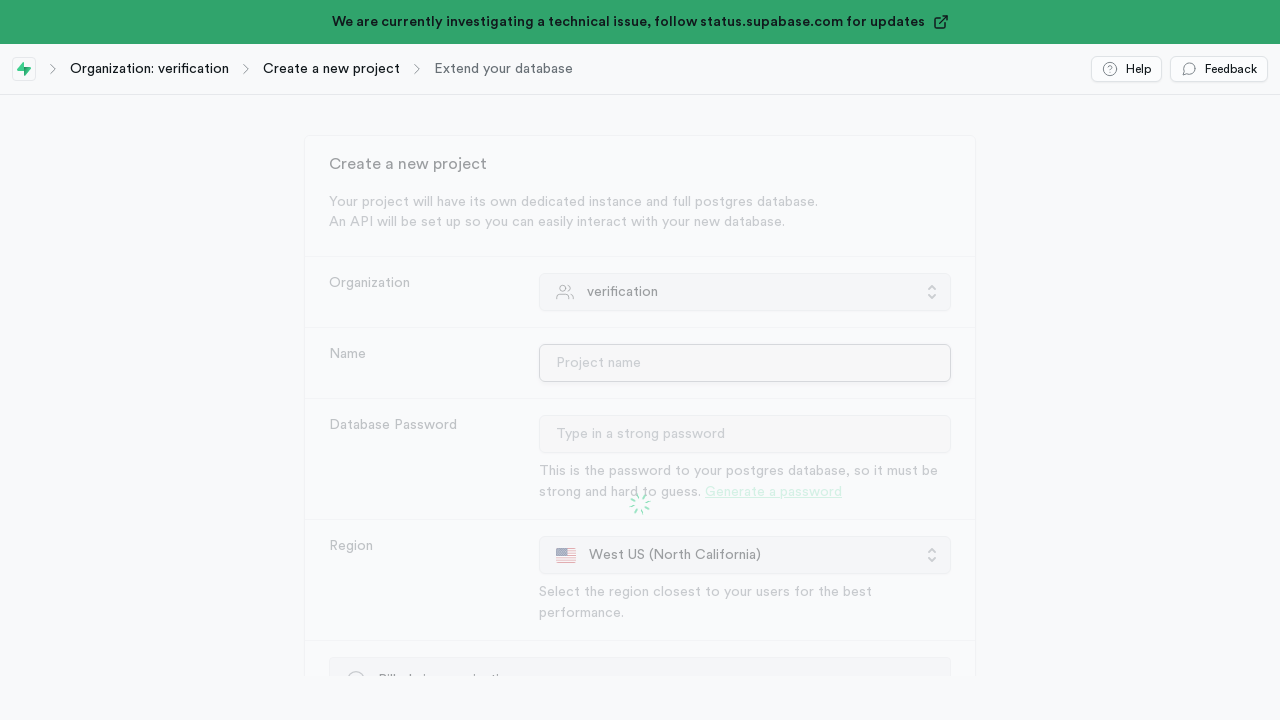 We are currently investigating a technical issue, follow status.supabase.com for updates
Organization: verification
Create a new project
Extend your database
Help
Feedback
Create a new project
Your project will have its own dedicated instance and full postgres database.
An API will be set up so you can easily interact with your new database.
Organization
verification
Name
Project name
Database Password
Type in a strong password
This is the password to your postgres database, so it must be
strong and hard to guess. Generate a password
Region
West US (North California)
Select the region closest to your users for the best
performance.